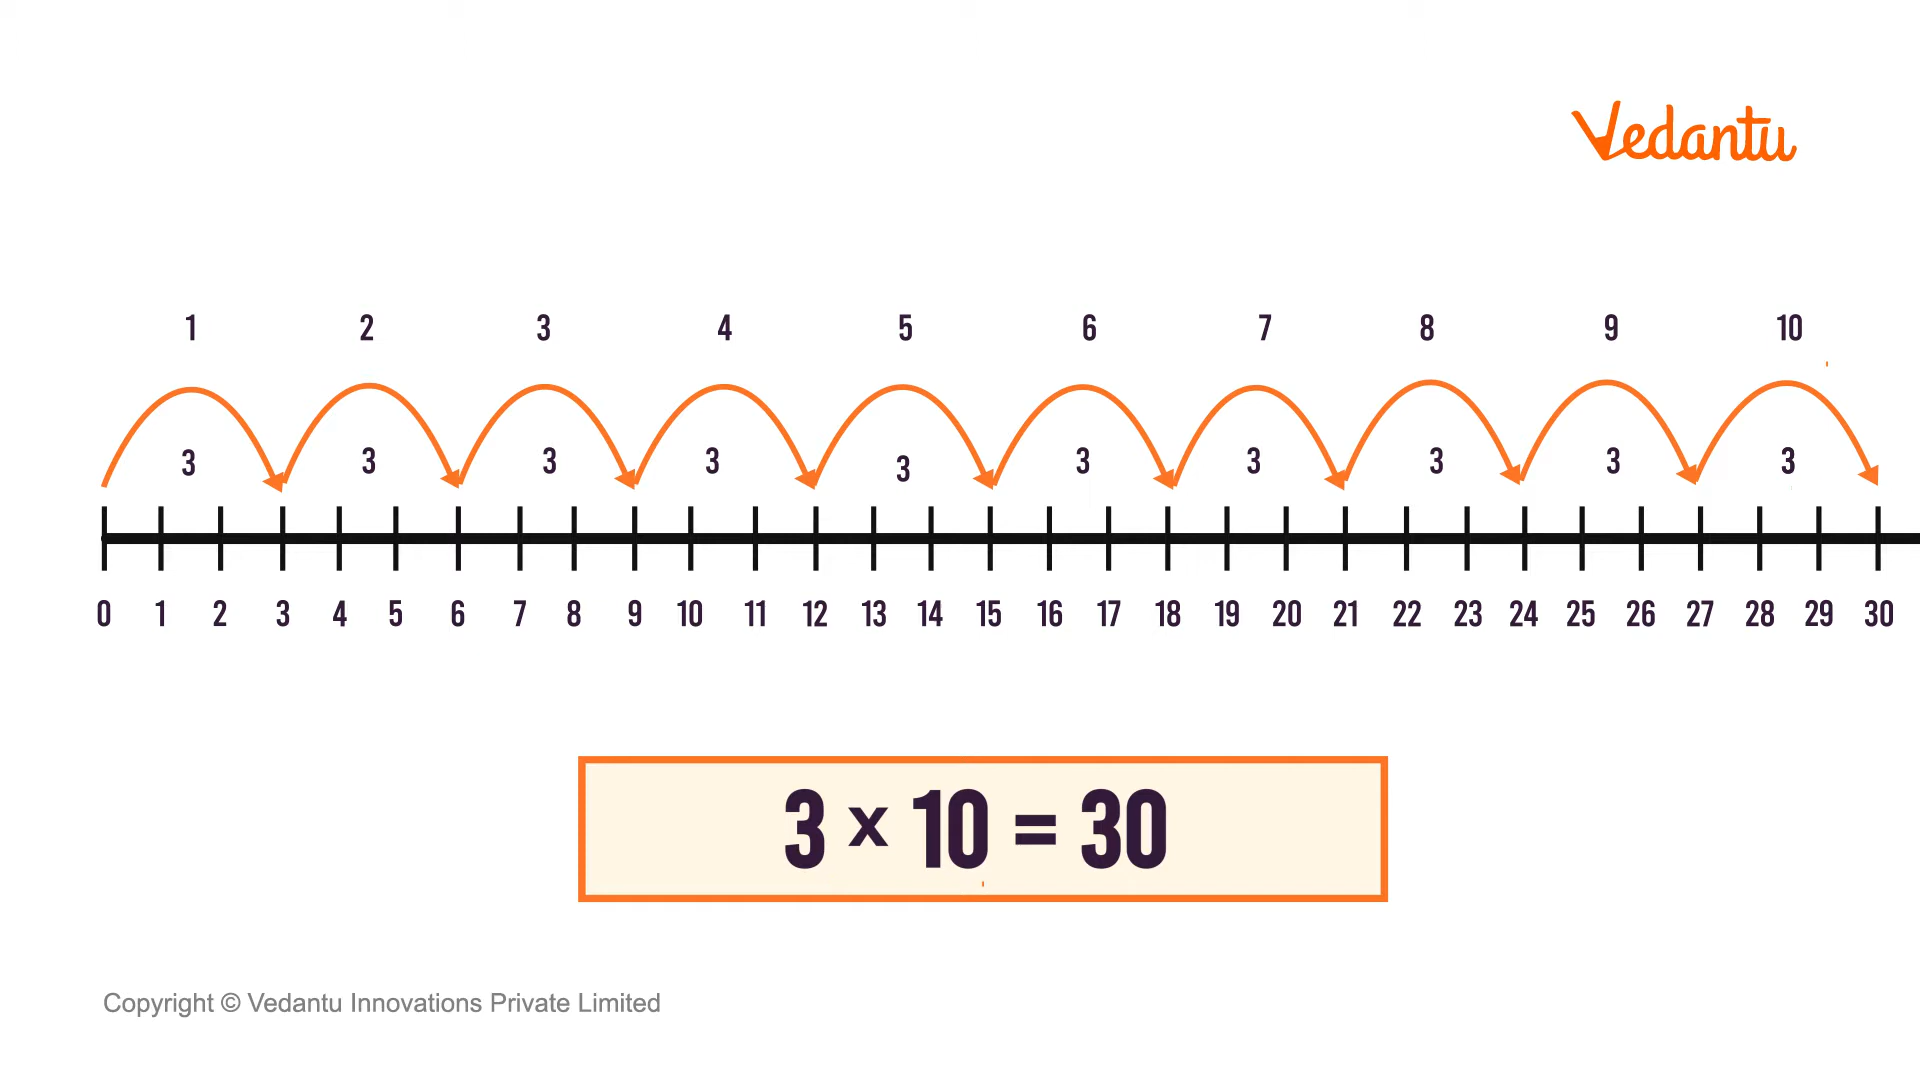 Vedantu
1 2 3 4 5 6 7 8 9 10
3 3 3 3 3 3 3 3 3 3
0 1 2 3 4 5 6 7 8 9 10 11 12 13 14 15 16 17 18 19 20 21 22 23 24 25 26 27 28 29 30
3 × 10 = 30
Copyright © Vedantu Innovations Private Limited